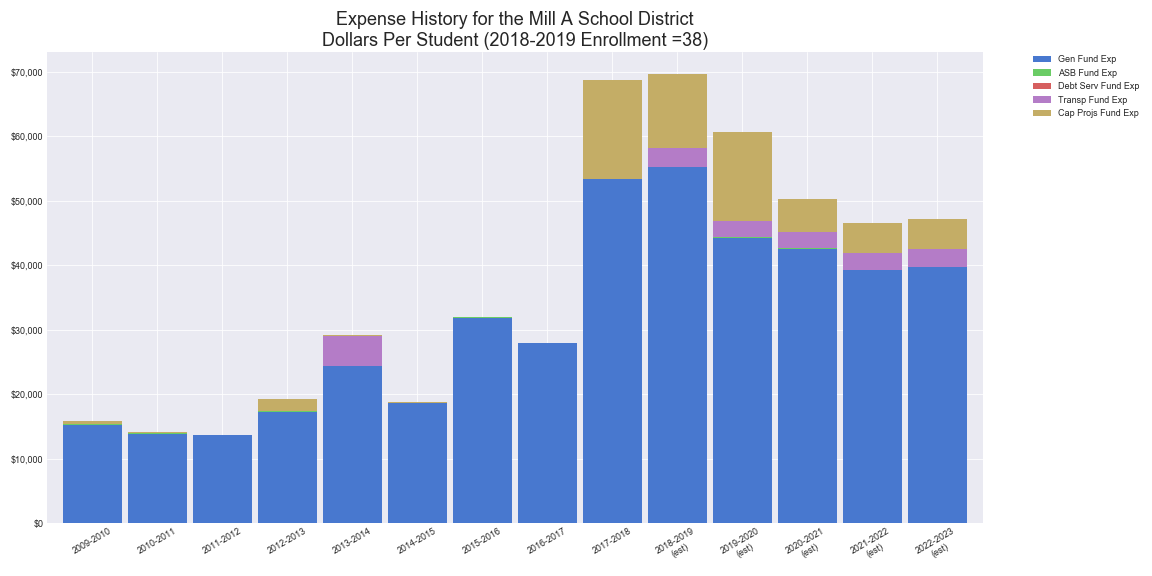 Expense History for the Mill A School District
Dollars Per Student (2018-2019 Enrollment =38)
Gen Fund Exp
ASB Fund Exp
Debt Serv Fund Exp
Transp Fund Exp
Cap Projs Fund Exp
$70,000
$60,000
$50,000
$40,000
$30,000
$20,000
$10,000
$0
2009-2010
2010-2011
2011-2012
2012-2013
2013-2014
2014-2015
2015-2016
2016-2017
2017-2018
2018-2019
(est)
2019-2020
(est)
2020-2021
(est)
2021-2022
(est)
2022-2023
(est)